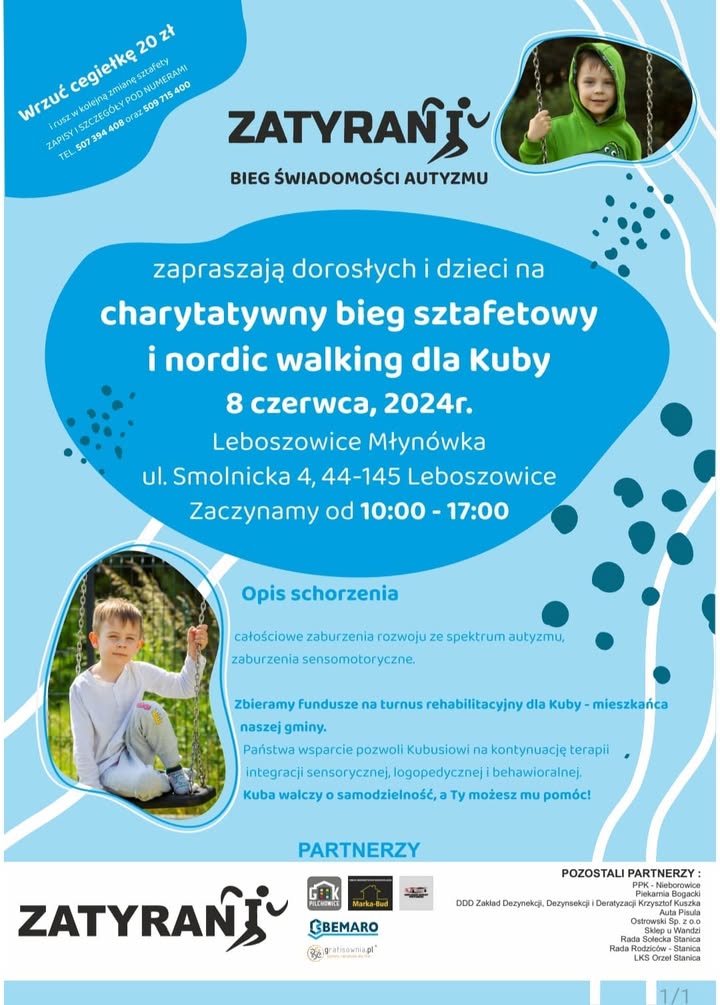 Wrzuć cegiełkę 20 zł
i rusz w kolejną zmianę sztafety
ZAPISY I SZCZEGÓŁY POD NUMERAMI
TEL. 507 394 408 oraz 509 715 400
ZATYRANI
BIEG ŚWIADOMOŚCI AUTYZMU
zapraszają dorosłych i dzieci na
charytatywny bieg sztafetowy
i nordic walking dla Kuby
8 czerwca, 2024r.
Leboszowice Młynówka
ul. Smolnicka 4, 44-145 Leboszowice
Zaczynamy od 10:00 - 17:00
Opis schorzenia
całościowe zaburzenia rozwoju ze spektrum autyzmu,
zaburzenia sensomotoryczne.
Zbieramy fundusze na turnus rehabilitacyjny dla Kuby - mieszkańca
naszej gminy.
Państwa wsparcie pozwoli Kubusiowi na kontynuację terapii
integracji sensorycznej, logopedycznej i behawioralnej.
Kuba walczy o samodzielność, a Ty możesz mu pomóc!
PARTNERZY
ZATYRANI
GOK
PILCHOWICE
Marka-Bud
BEMARO
grafisownia.pl
POZOSTALI PARTNERZY :
PPK - Nieborowice
Piekarnia Bogacki
DDD Zakład Dezynekcji, Dezynsekcji i Deratyzacji Krzysztof Kuszka
Auta Pisula
Ostrowski Sp. z o.o
Sklep u Wandzi
Rada Sołecka Stanica
Rada Rodziców - Stanica
LKS Orzeł Stanica
1/1